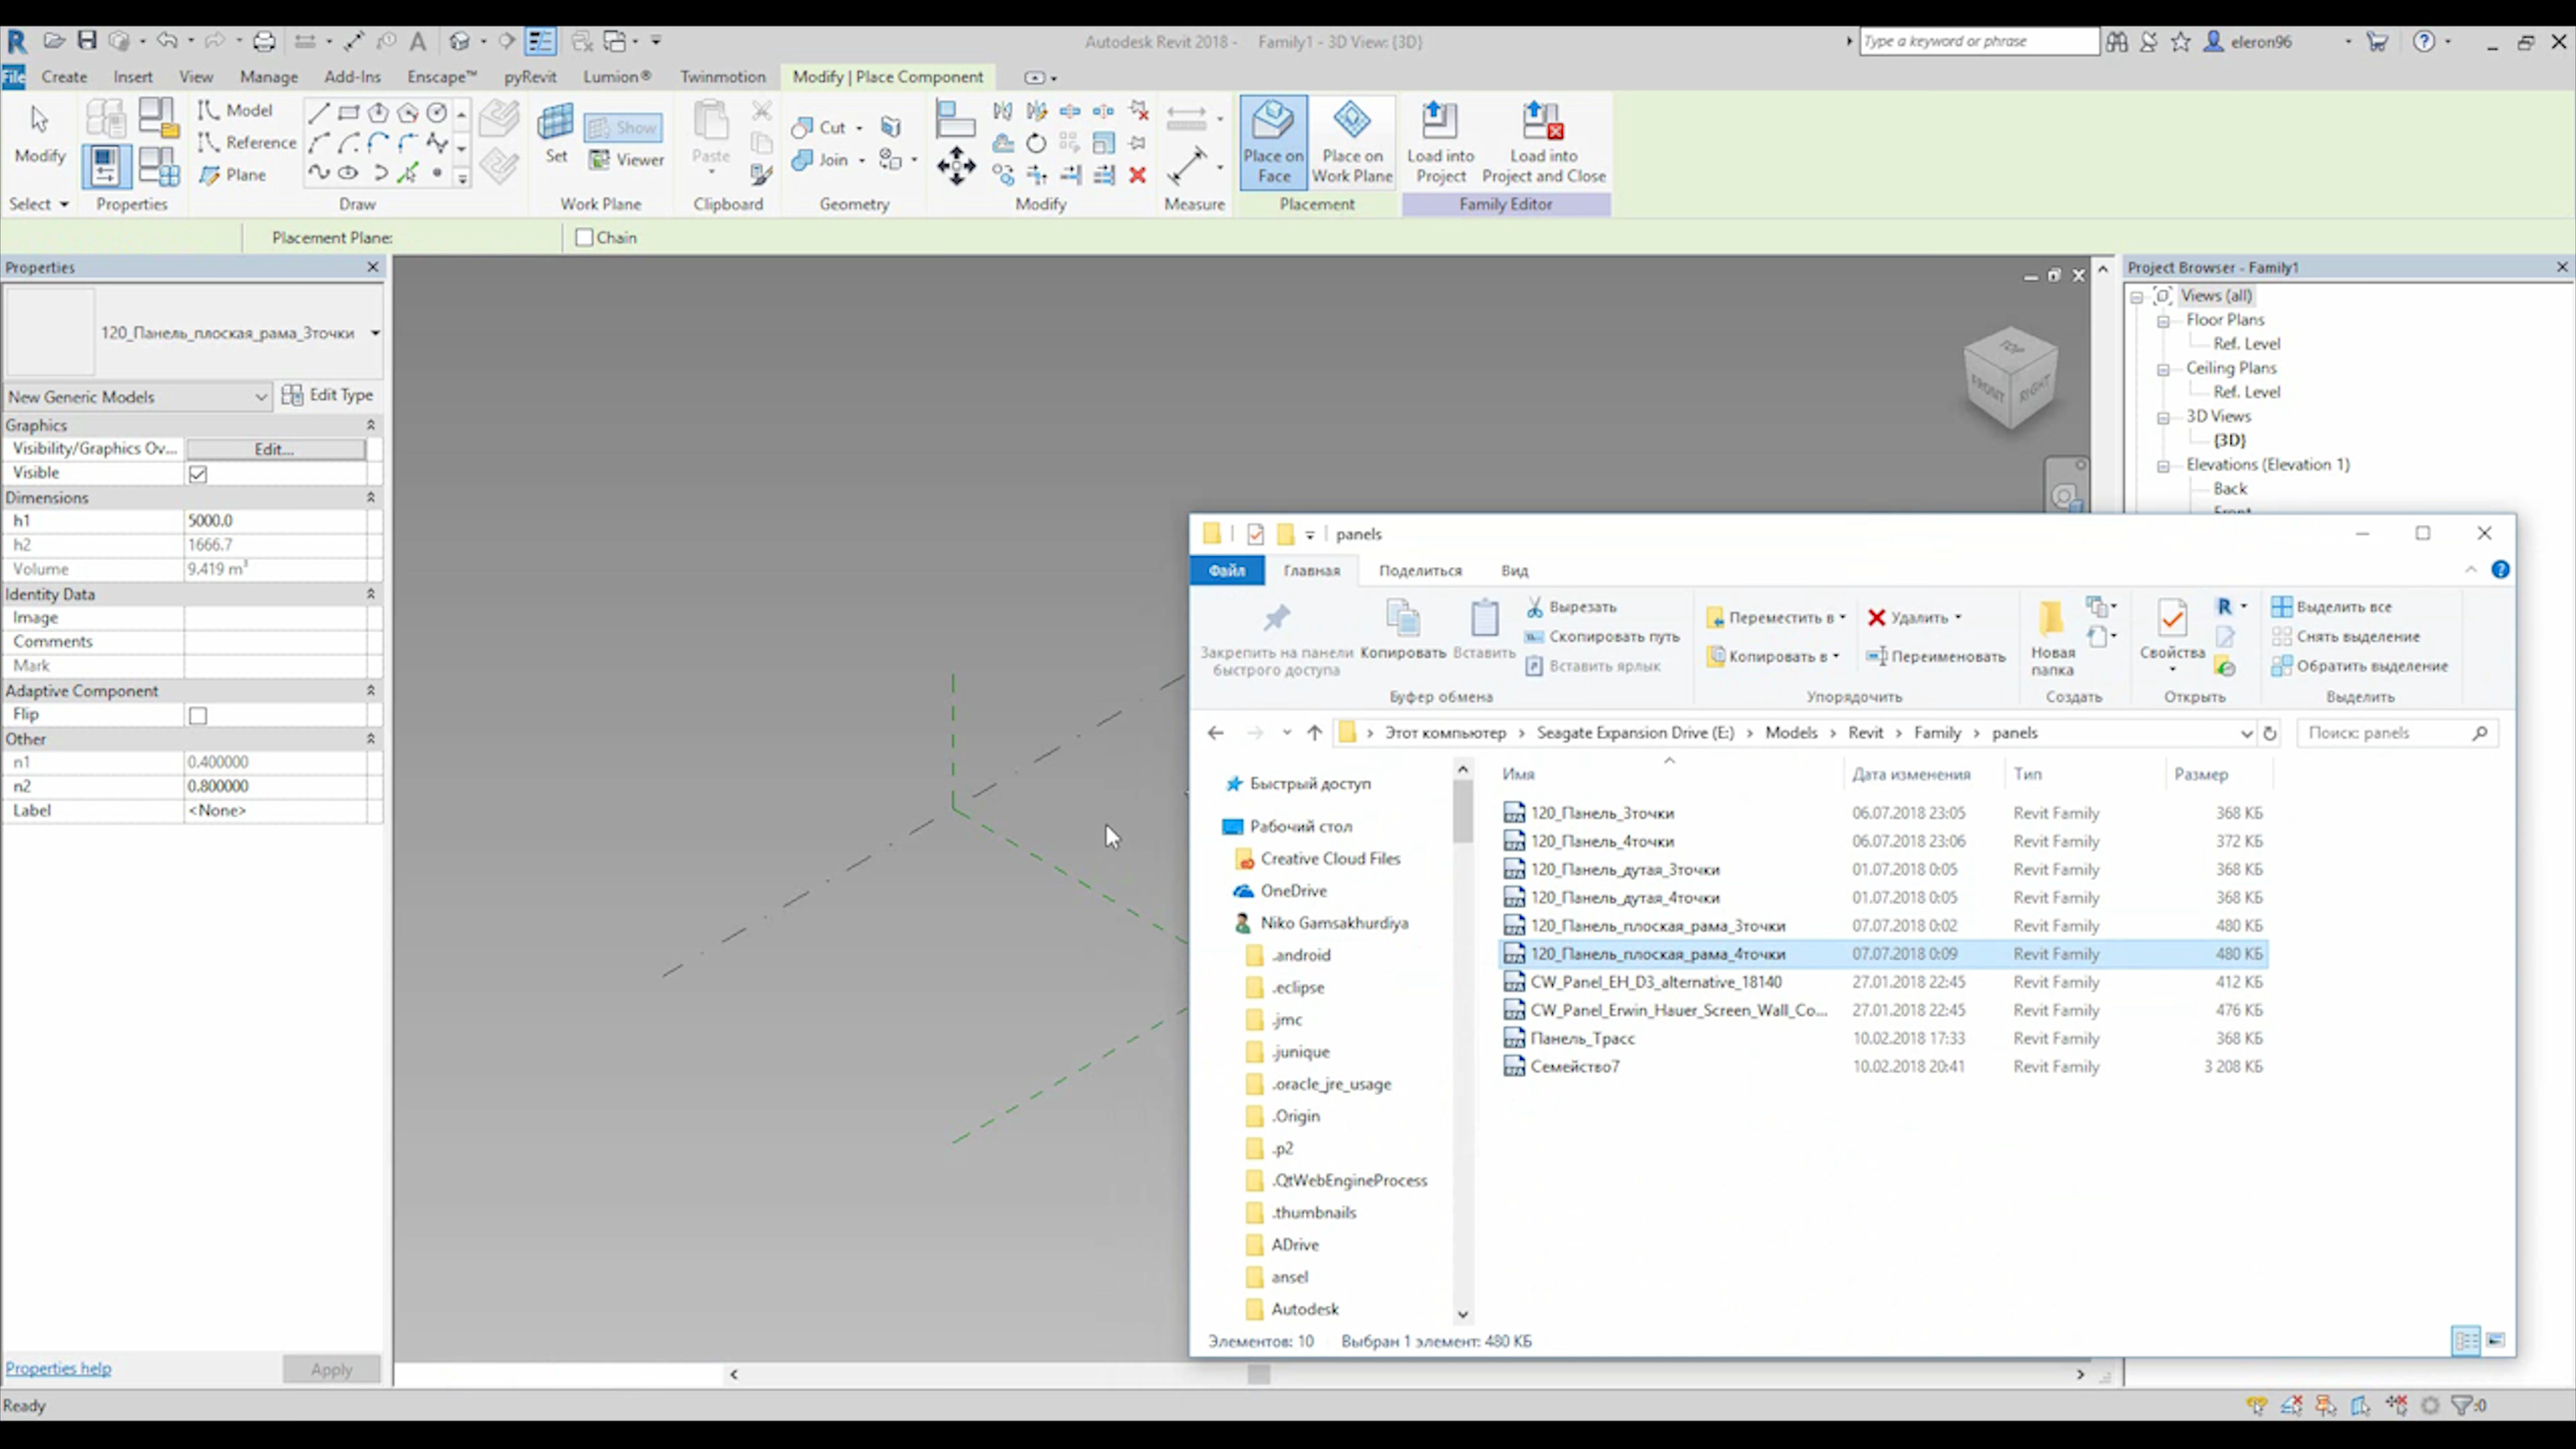 Autodesk Revit 2018 - Family1 - 3D View: {3D}
Type a keyword or phrase
eleron96
File Create Insert View Manage Add-Ins Enscape™ pyRevit Lumion® Twinmotion Modify | Place Component
Modify
Select
Properties
Model
Reference
Plane
Draw
Set
Show
Viewer
Work Plane
Paste
Clipboard
Cut
Join
Geometry
Modify
Measure
Place on Face
Place on Work Plane
Placement
Load into Project
Load into Project and Close
Family Editor
Placement Plane:
Chain
Properties
120_Панель_плоская_рама_3точки
New Generic Models
Edit Type
Graphics
Visibility/Graphics Ov... Edit...
Visible
Dimensions
h1 5000.0
h2 1666.7
Volume 9.419 m³
Identity Data
Image
Comments
Mark
Adaptive Component
Flip
Other
n1 0.400000
n2 0.800000
Label <None>
Properties help
Apply
Ready
TOP
FRONT
RIGHT
Project Browser - Family1
Views (all)
Floor Plans
Ref. Level
Ceiling Plans
Ref. Level
3D Views
{3D}
Elevations (Elevation 1)
Back
Front
panels
Файл Главная Поделиться Вид
Закрепить на панели быстрого доступа
Копировать
Вставить
Вырезать
Скопировать путь
Вставить ярлык
Буфер обмена
Переместить в
Копировать в
Удалить
Переименовать
Упорядочить
Новая папка
Создать
Свойства
Открыть
Выделить все
Снять выделение
Обратить выделение
Выделить
Этот компьютер › Seagate Expansion Drive (E:) › Models › Revit › Family › panels
Поиск: panels
Быстрый доступ
Рабочий стол
Creative Cloud Files
OneDrive
Niko Gamsakhurdiya
.android
.eclipse
.jmc
.junique
.oracle_jre_usage
.Origin
.p2
.QtWebEngineProcess
.thumbnails
ADrive
ansel
Autodesk
Имя Дата изменения Тип Размер
120_Панель_3точки 06.07.2018 23:05 Revit Family 368 КБ
120_Панель_4точки 06.07.2018 23:06 Revit Family 372 КБ
120_Панель_дутая_3точки 01.07.2018 0:05 Revit Family 368 КБ
120_Панель_дутая_4точки 01.07.2018 0:05 Revit Family 368 КБ
120_Панель_плоская_рама_3точки 07.07.2018 0:02 Revit Family 480 КБ
120_Панель_плоская_рама_4точки 07.07.2018 0:09 Revit Family 480 КБ
CW_Panel_EH_D3_alternative_18140 27.01.2018 22:45 Revit Family 412 КБ
CW_Panel_Erwin_Hauer_Screen_Wall_Co... 27.01.2018 22:45 Revit Family 476 КБ
Панель_Трасс 10.02.2018 17:33 Revit Family 368 КБ
Семейство7 10.02.2018 20:41 Revit Family 3 208 КБ
Элементов: 10 Выбран 1 элемент: 480 КБ
:0